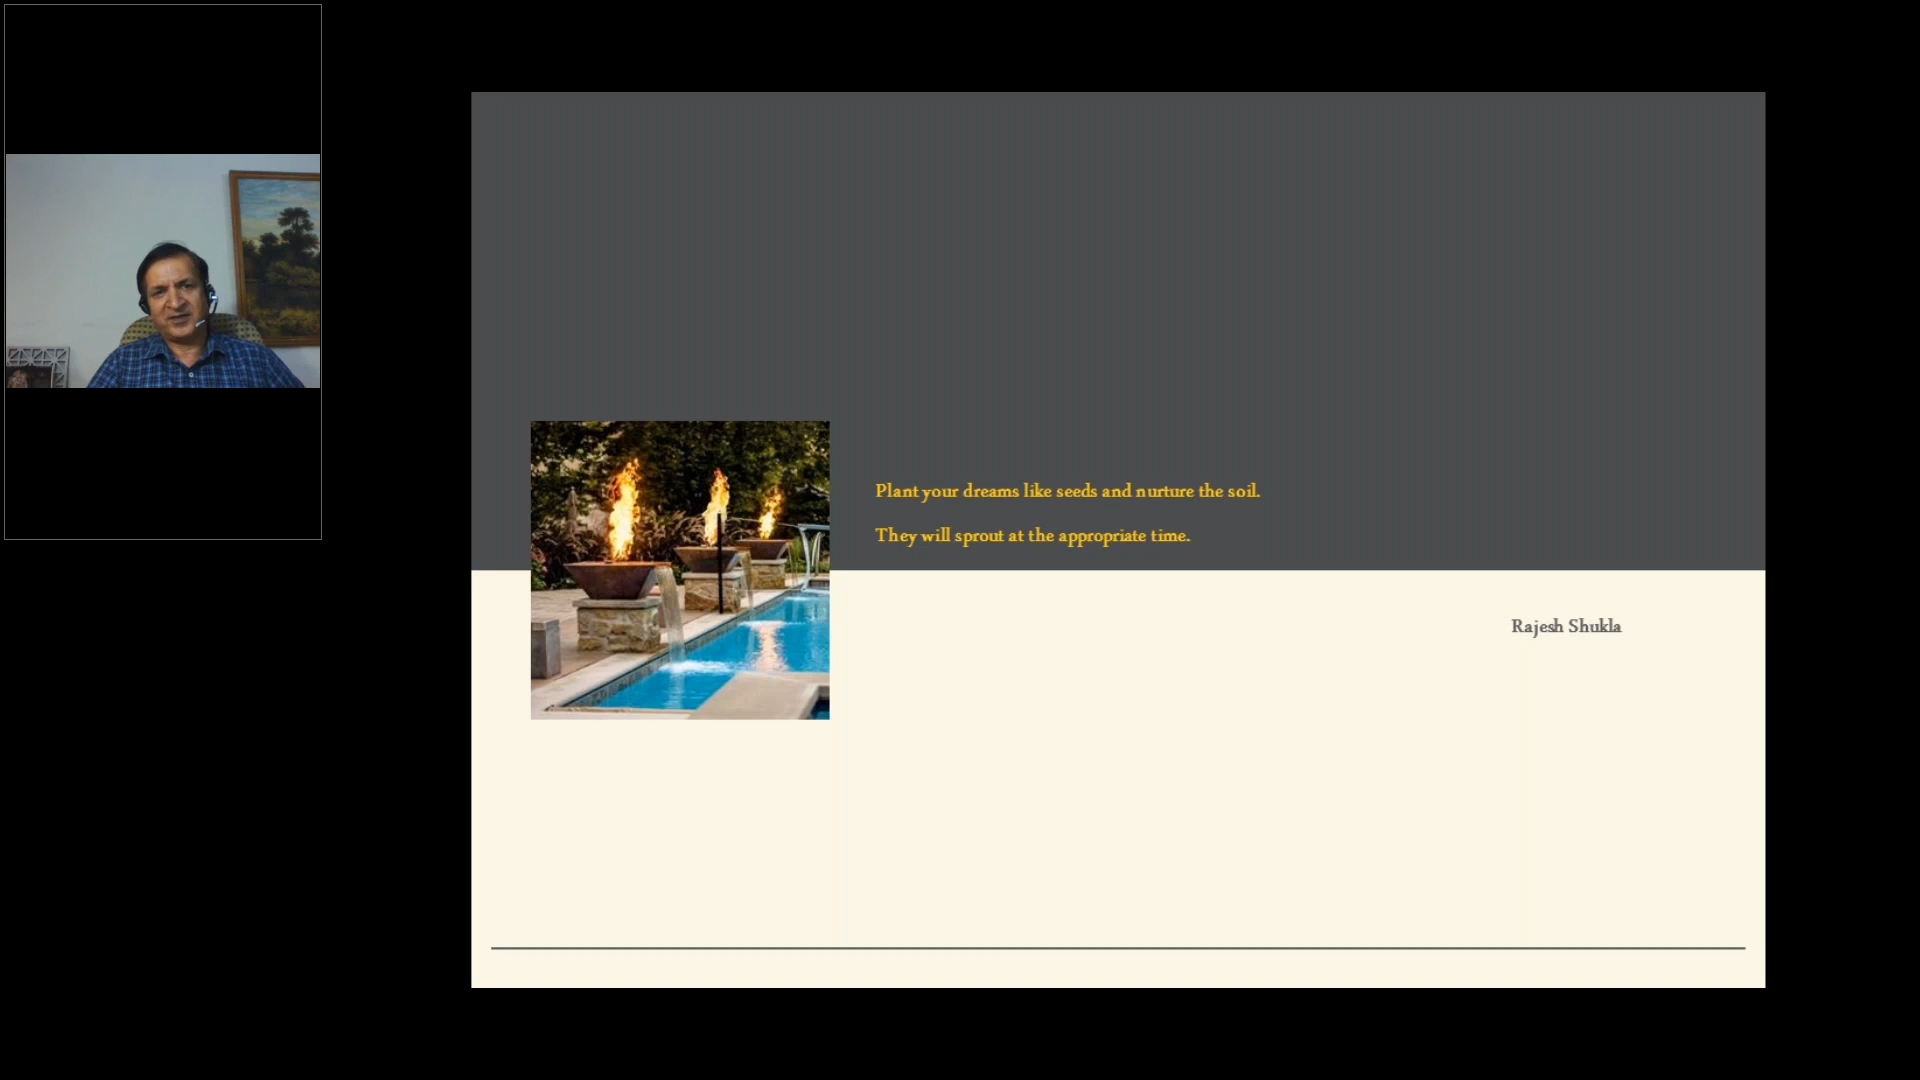 Plant your dreams like seeds and nurture the soil.
They will sprout at the appropriate time.
Rajesh Shukla